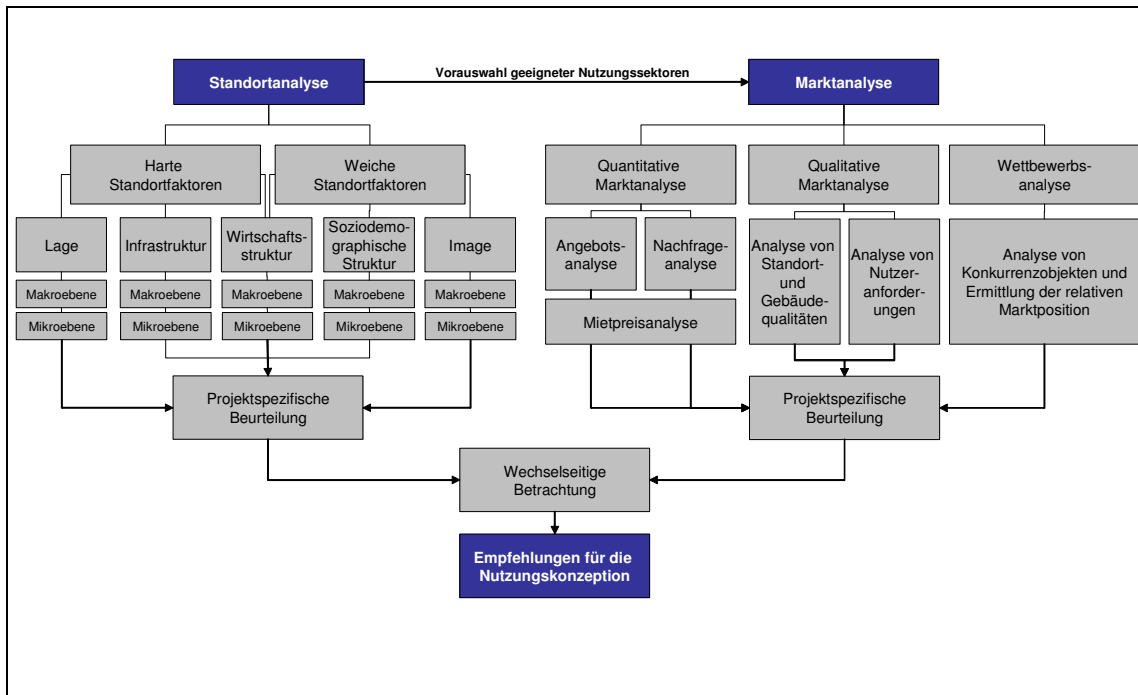 Vorauswahl geeigneter Nutzungssektoren
Standortanalyse
Marktanalyse
Harte
Standortfaktoren
Weiche
Standortfaktoren
Quantitative
Marktanalyse
Qualitative
Marktanalyse
Wettbewerbs-
analyse
Lage
Infrastruktur
Wirtschafts-
struktur
Soziodemo-
graphische
Struktur
Image
Angebots-
analyse
Nachfrage-
analyse
Analyse von
Standort-
und
Gebäude-
qualitäten
Analyse von
Nutzer-
anforder-
ungen
Analyse von
Konkurrenzobjekten und
Ermittlung der relativen
Marktposition
Makroebene
Makroebene
Makroebene
Makroebene
Makroebene
Mikroebene
Mikroebene
Mikroebene
Mikroebene
Mikroebene
Mietpreisanalyse
Projektspezifische
Beurteilung
Projektspezifische
Beurteilung
Wechselseitige
Betrachtung
Empfehlungen für die
Nutzungskonzeption